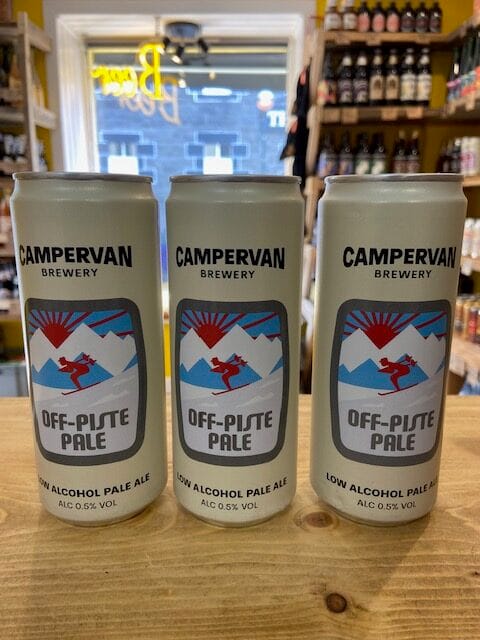 Beer
CAMPERVAN
BREWERY
OFF-PISTE
PALE
LOW ALCOHOL PALE ALE
ALC 0.5% VOL
CAMPERVAN
BREWERY
OFF-PISTE
PALE
LOW ALCOHOL PALE ALE
ALC 0.5% VOL
CAMPERVAN
BREWERY
OFF-PISTE
PALE
LOW ALCOHOL PALE ALE
ALC 0.5% VOL